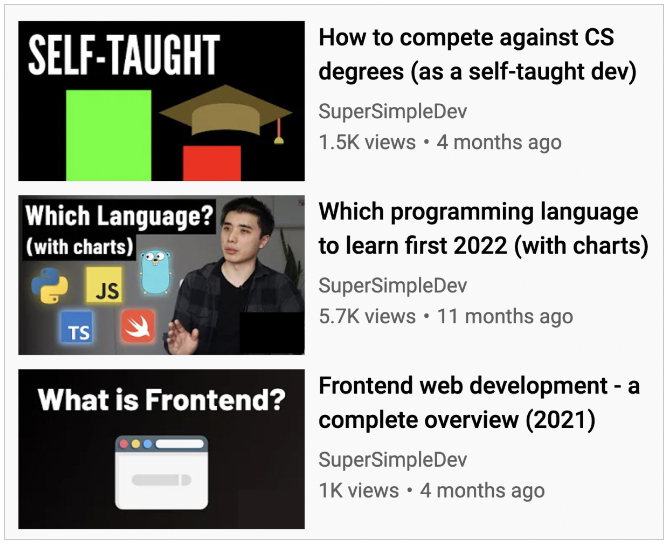 SELF-TAUGHT
How to compete against CS
degrees (as a self-taught dev)
SuperSimpleDev
1.5K views • 4 months ago
Which Language?
(with charts)
JS
TS
Which programming language
to learn first 2022 (with charts)
SuperSimpleDev
5.7K views • 11 months ago
What is Frontend?
Frontend web development - a
complete overview (2021)
SuperSimpleDev
1K views • 4 months ago